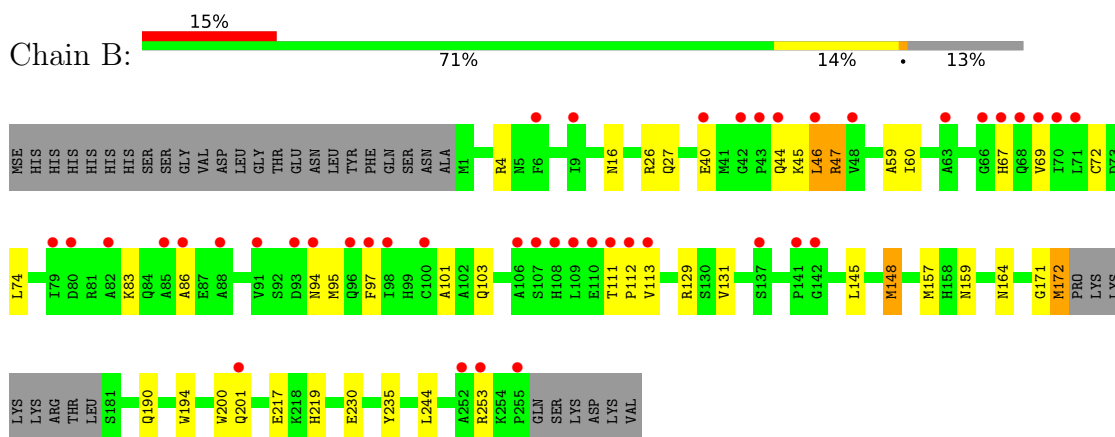 15%
Chain B:
71% 14% • 13%
MSE HIS HIS HIS HIS HIS HIS SER SER GLY VAL ASP LEU GLY THR GLU ASN LEU TYR PHE GLN SER ASN ALA M1 R4 N5 F6 I9 N16 R26 Q27 E40 M41 G42 P43 Q44 K45 L46 R47 V48 A59 I60 A63 G66 H67 Q68 V69 I70 L71 C72
L74 I79 D80 R81 A82 K83 Q84 A85 A86 E87 A88 V91 S92 D93 N94 M95 Q96 F97 I98 H99 C100 A101 A102 Q103 A106 S107 H108 L109 E110 T111 P112 V113 R129 S130 V131 S137 P141 G142 L145 M148 M157 H158 N159 N164 G171 M172 PRO LYS LYS
LYS LYS ARG THR LEU S181 Q190 W194 W200 Q201 E217 K218 H219 E230 Y235 L244 A252 R253 K254 P255 GLN SER LYS ASP LYS VAL